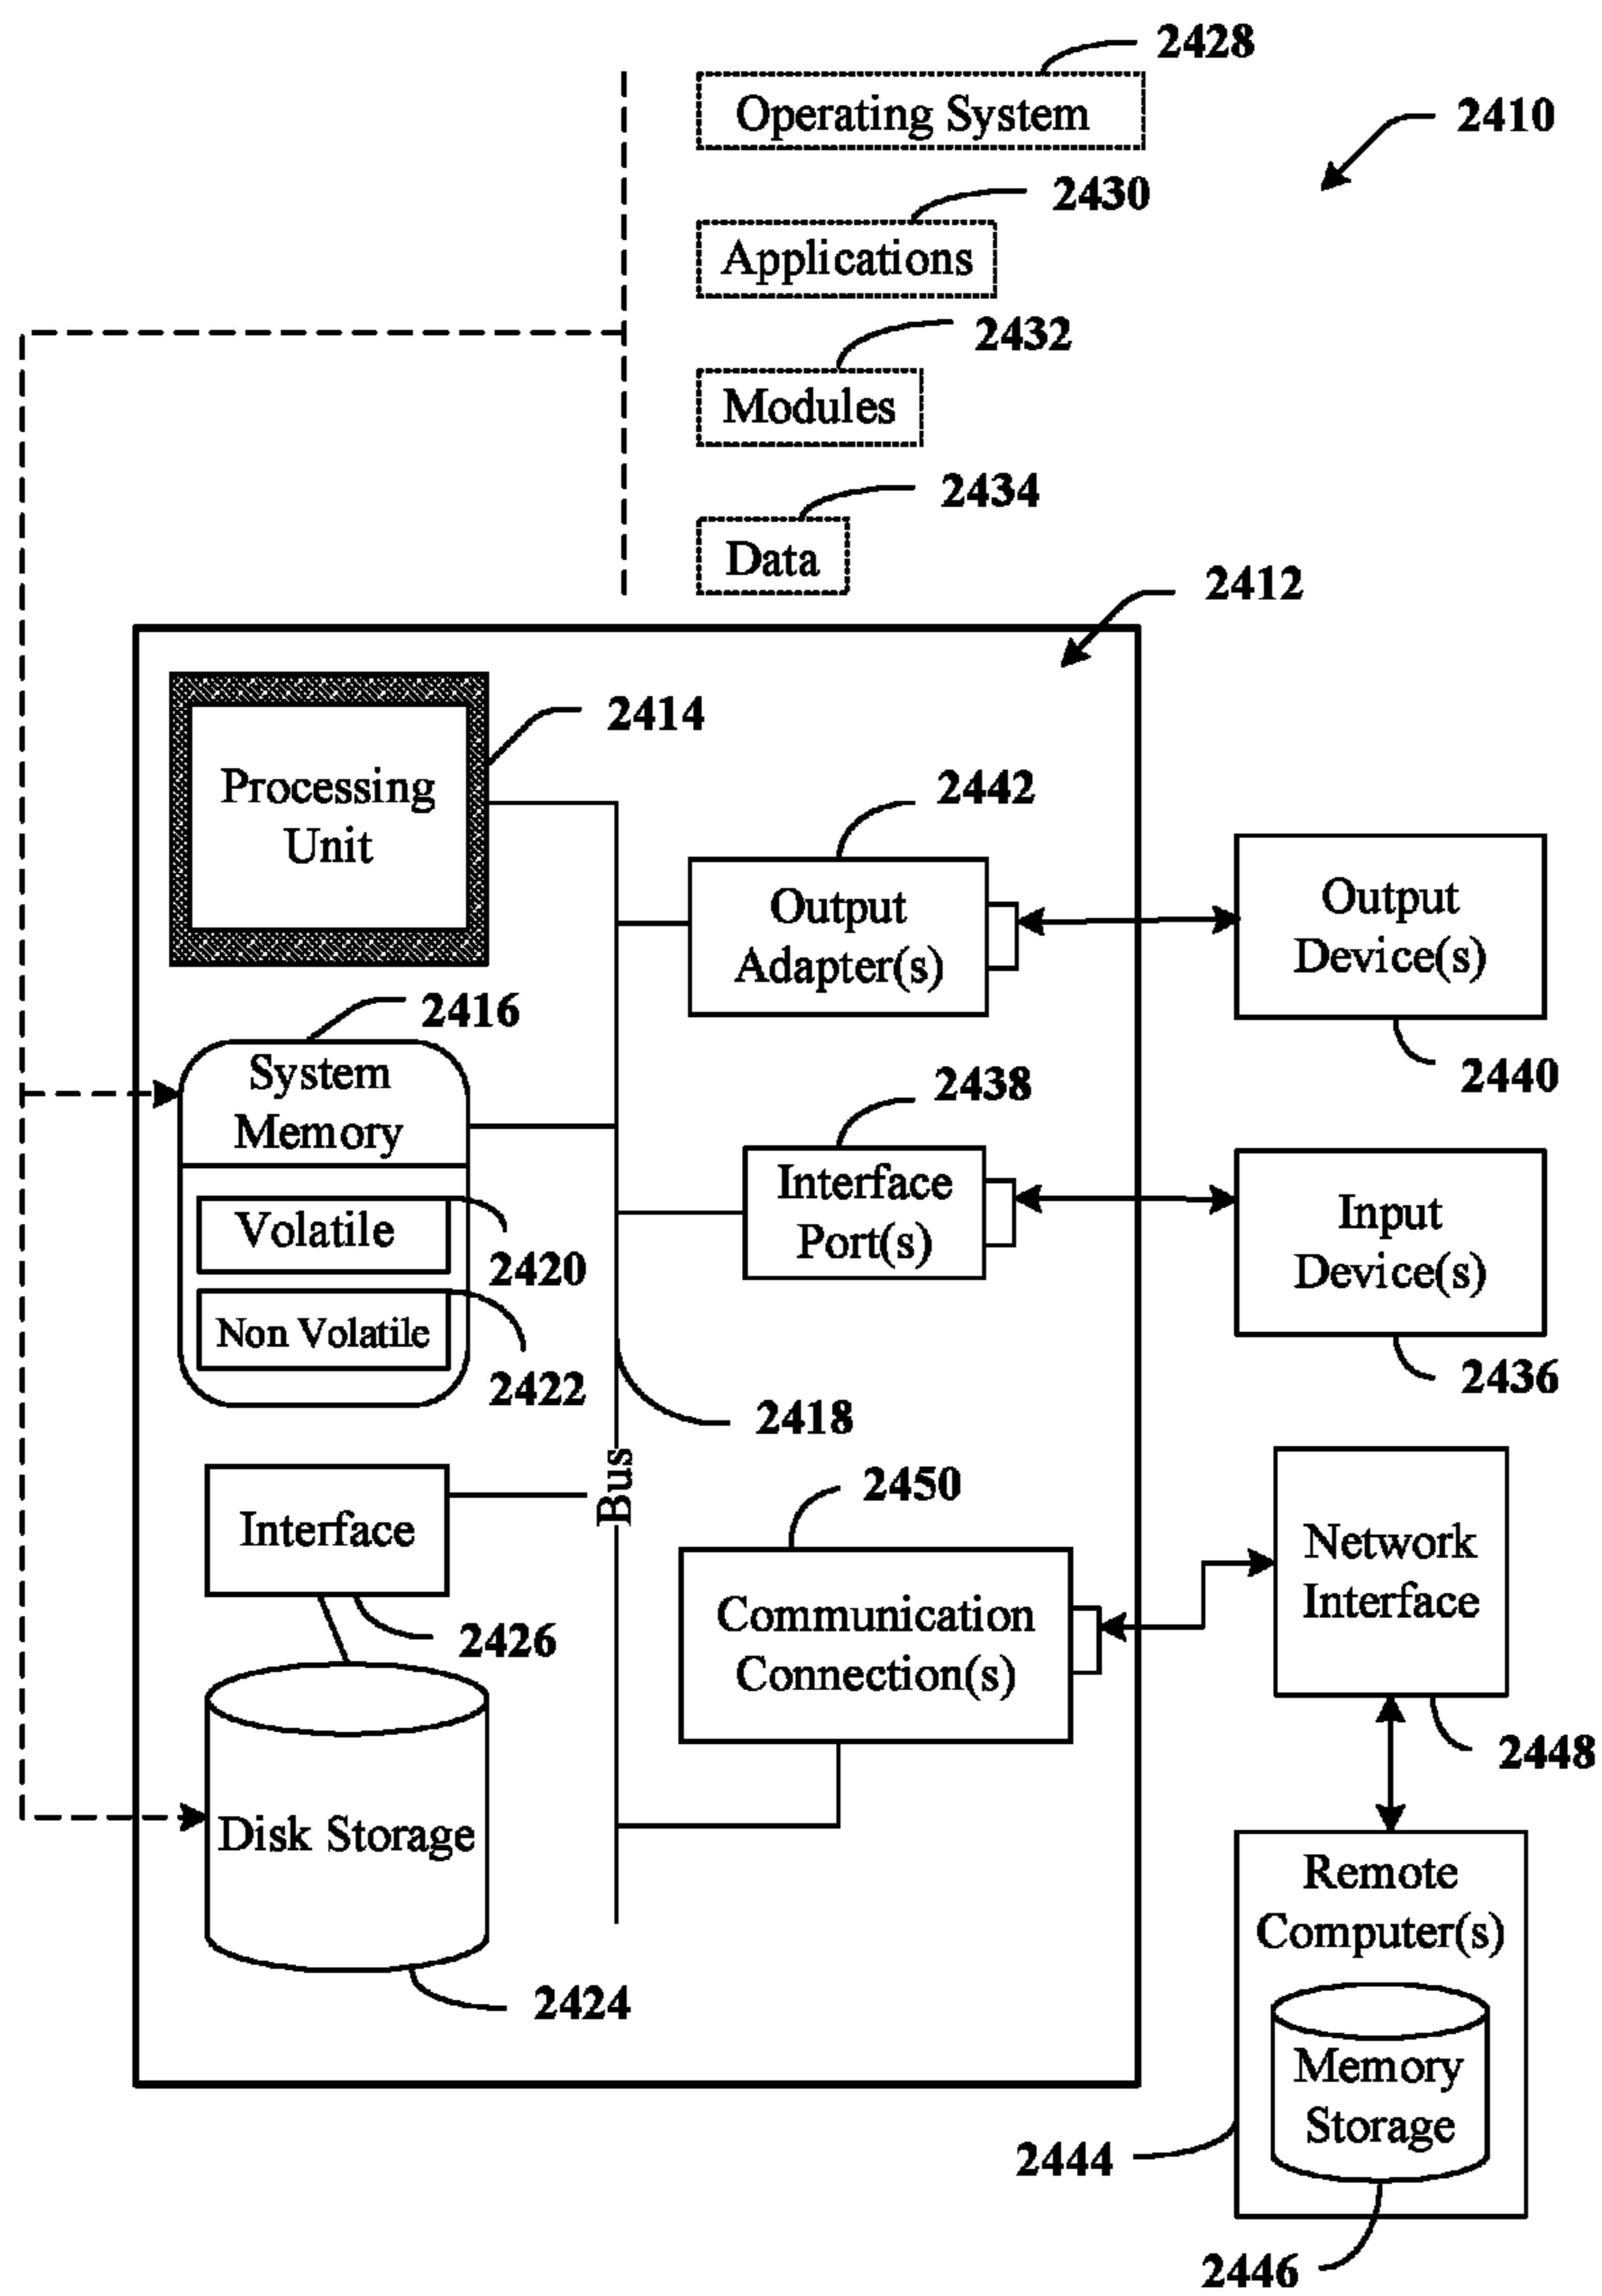 2428
Operating System
2410
2430
Applications
2432
Modules
2434
Data
2412
2414
Processing
Unit
2442
Output
Adapter(s)
Output
Device(s)
2440
2416
System
Memory
2438
Interface
Port(s)
Input
Device(s)
2436
Volatile
2420
Non Volatile
2422
2418
Bus
2450
Interface
2426
Communication
Connection(s)
Network
Interface
2448
Disk Storage
2424
Remote
Computer(s)
Memory
Storage
2444
2446